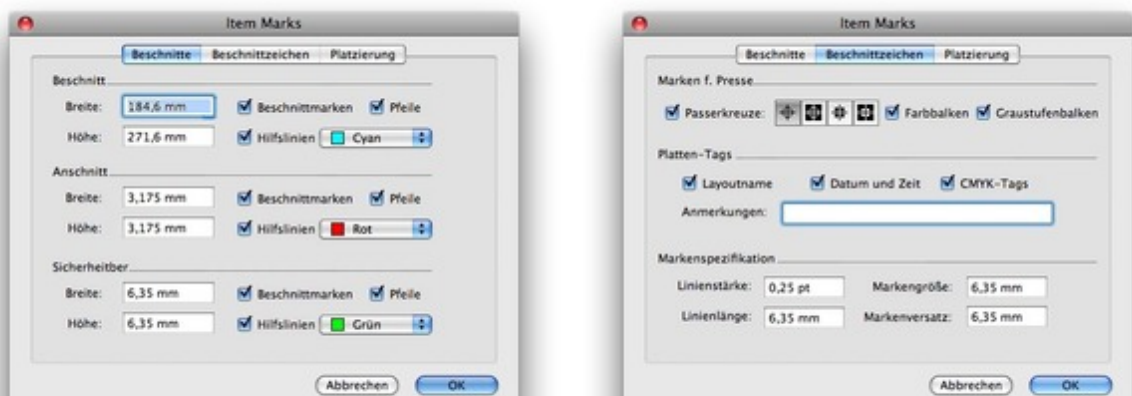 Item Marks
Beschnitte Beschnittzeichen Platzierung
Beschnitt
Breite: 184,6 mm Beschnittmarken Pfeile
Höhe: 271,6 mm Hilfslinien Cyan
Anschnitt
Breite: 3,175 mm Beschnittmarken Pfeile
Höhe: 3,175 mm Hilfslinien Rot
Sicherheitber
Breite: 6,35 mm Beschnittmarken Pfeile
Höhe: 6,35 mm Hilfslinien Grün
Abbrechen OK
Item Marks
Beschnitte Beschnittzeichen Platzierung
Marken f. Presse
Passerkreuze: Farbbalken Graustufenbalken
Platten-Tags
Layoutname Datum und Zeit CMYK-Tags
Anmerkungen:
Markenspezifikation
Linienstärke: 0,25 pt Markengröße: 6,35 mm
Linienlänge: 6,35 mm Markenversatz: 6,35 mm
Abbrechen OK